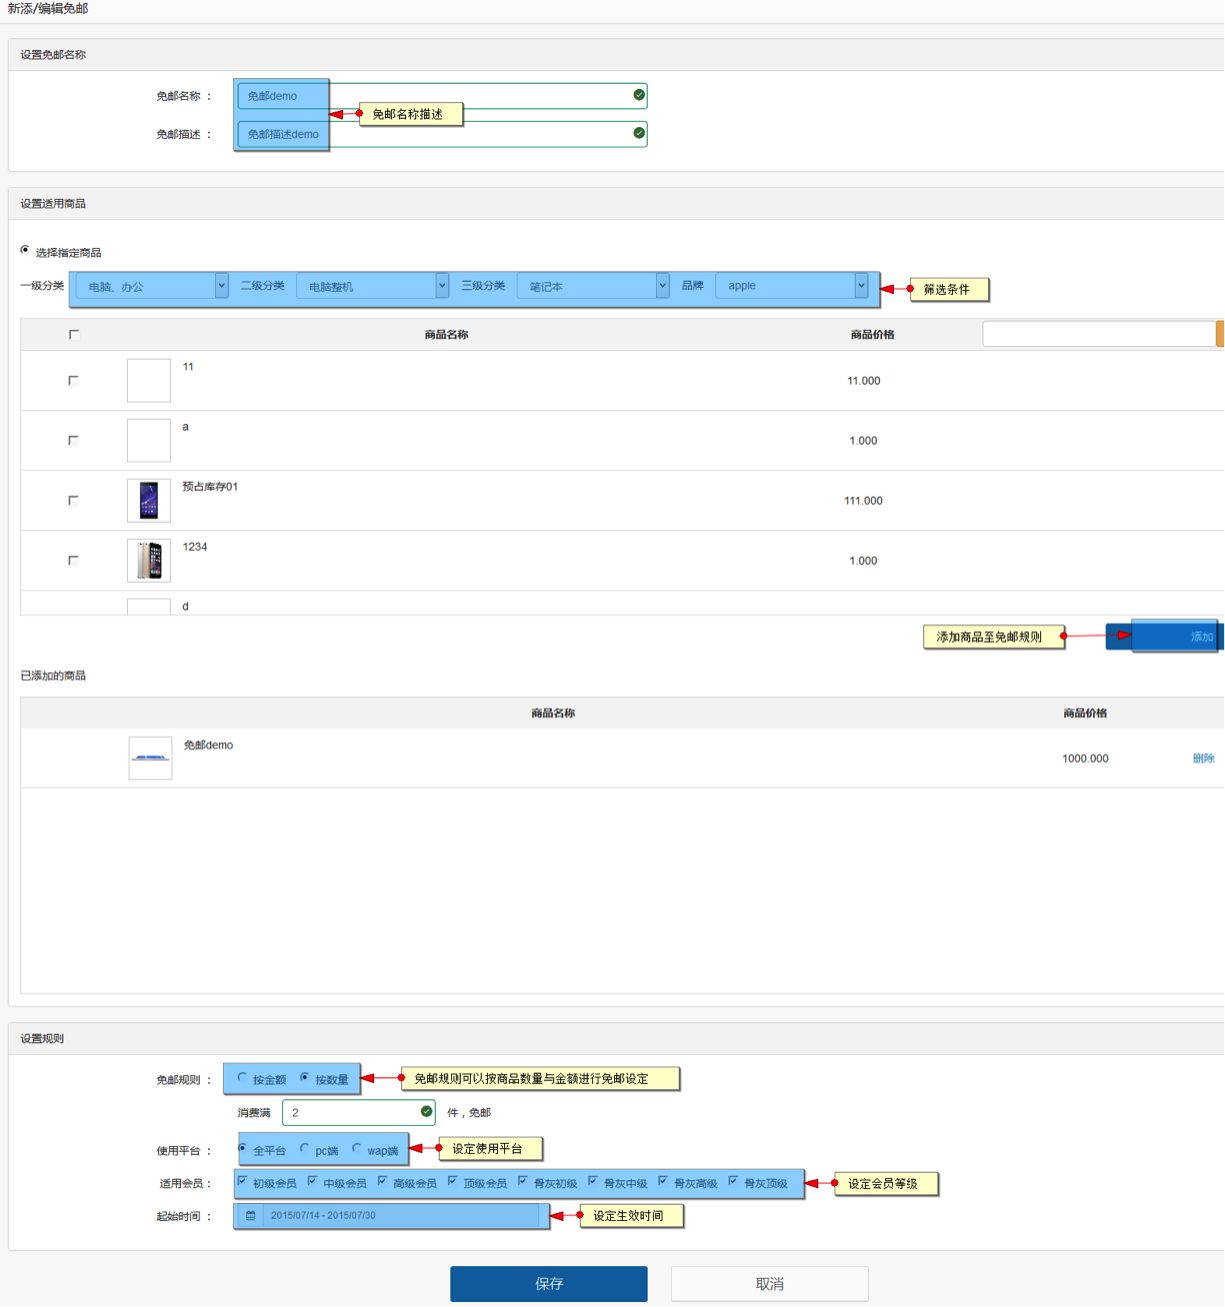 新添/编辑免邮
设置免邮名称
免邮名称 ： 免邮demo
免邮名称描述
免邮描述 ： 免邮描述demo
设置适用商品
选择指定商品
一级分类 电脑、办公 二级分类 电脑整机 三级分类 笔记本 品牌 apple 筛选条件
商品名称 商品价格
11 11.000
a 1.000
预占库存01 111.000
1234 1.000
d
添加商品至免邮规则 添加
已添加的商品
商品名称 商品价格
免邮demo 1000.000 删除
设置规则
免邮规则 ： 按金额 按数量 免邮规则可以按商品数量与金额进行免邮设定
消费满 2 件，免邮
使用平台 ： 全平台 pc端 wap端 设定使用平台
适用会员 ： 初级会员 中级会员 高级会员 顶级会员 骨灰初级 骨灰中级 骨灰高级 骨灰顶级 设定会员等级
起始时间 ： 2015/07/14 - 2015/07/30 设定生效时间
保存 取消